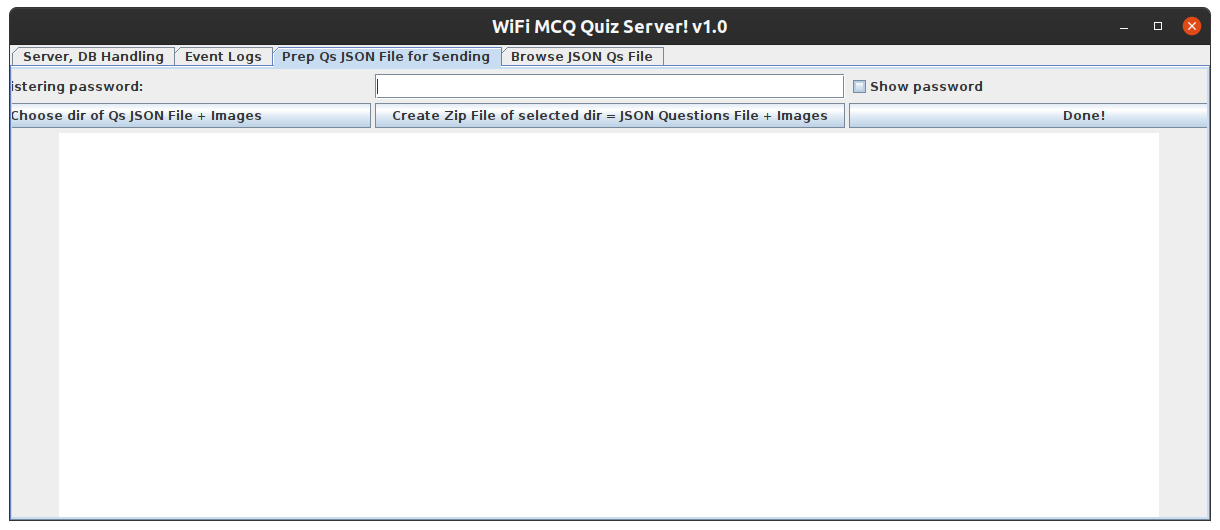 WiFi MCQ Quiz Server! v1.0
Server, DB Handling Event Logs Prep Qs JSON File for Sending Browse JSON Qs File
istering password: Show password
Choose dir of Qs JSON File + Images Create Zip File of selected dir = JSON Questions File + Images Done!